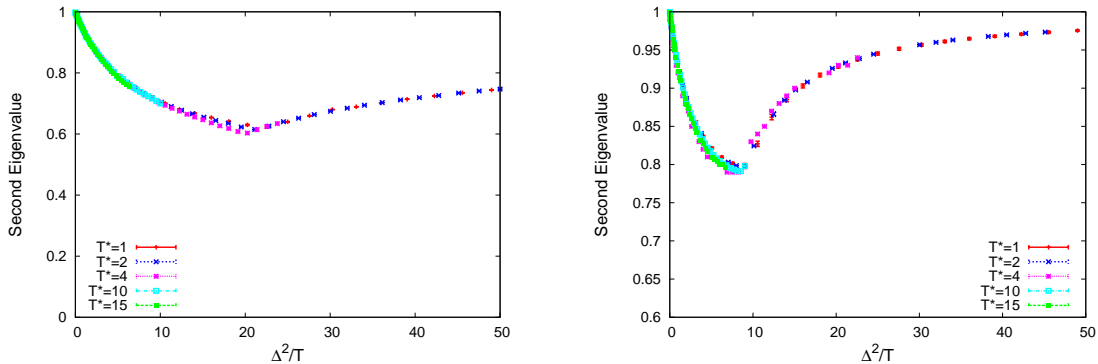 1
0.8
0.6
0.4
0.2
0
0 10 20 30 40 50
Second Eigenvalue
Δ²/T
T*=1
T*=2
T*=4
T*=10
T*=15
1
0.95
0.9
0.85
0.8
0.75
0.7
0.65
0.6
0 10 20 30 40 50
Second Eigenvalue
Δ²/T
T*=1
T*=2
T*=4
T*=10
T*=15